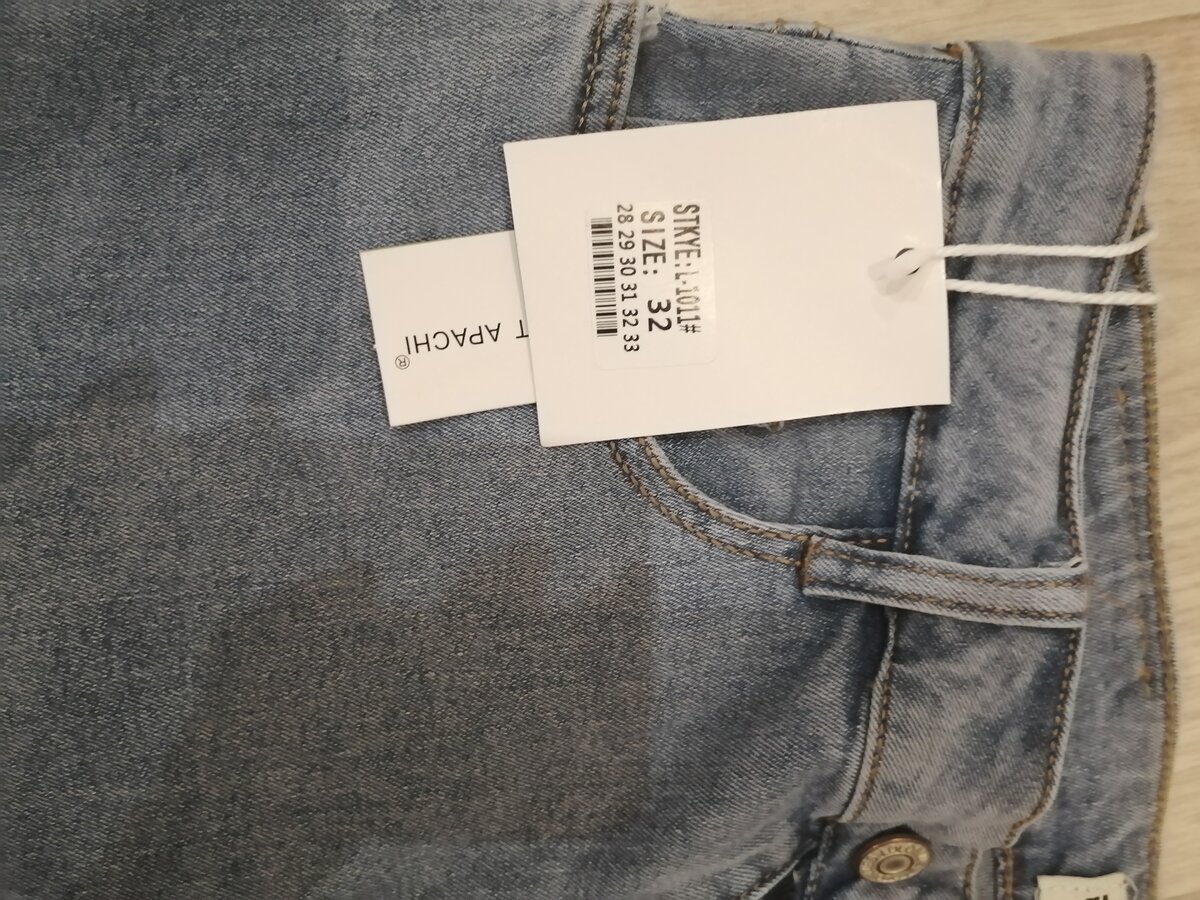 STKYE:L-1011#
SIZE: 32
28 29 30 31 32 33
T APACHI
®